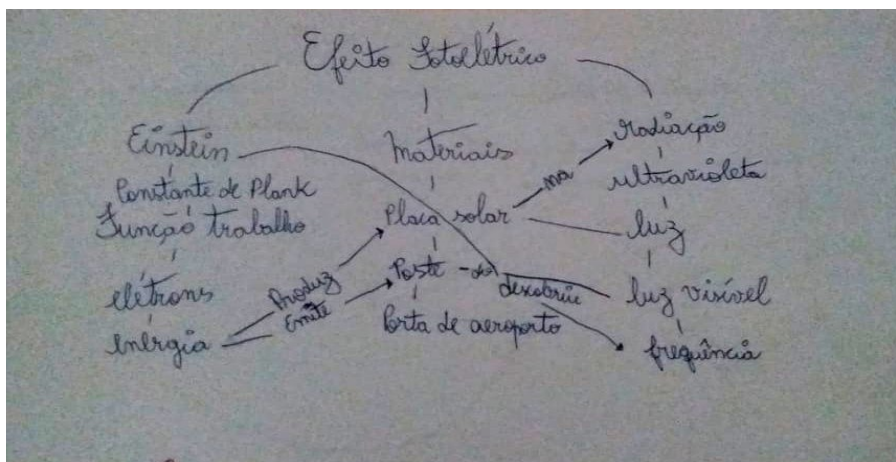 Efeito Fotoelétrico
Einstein
Constante de Plank
Função trabalho
elétrons
energia
Produz
Emite
Materiais
Placa solar
Poste
Porta de aeroporto
na
descobriu
radiação
ultravioleta
luz
luz visível
frequência